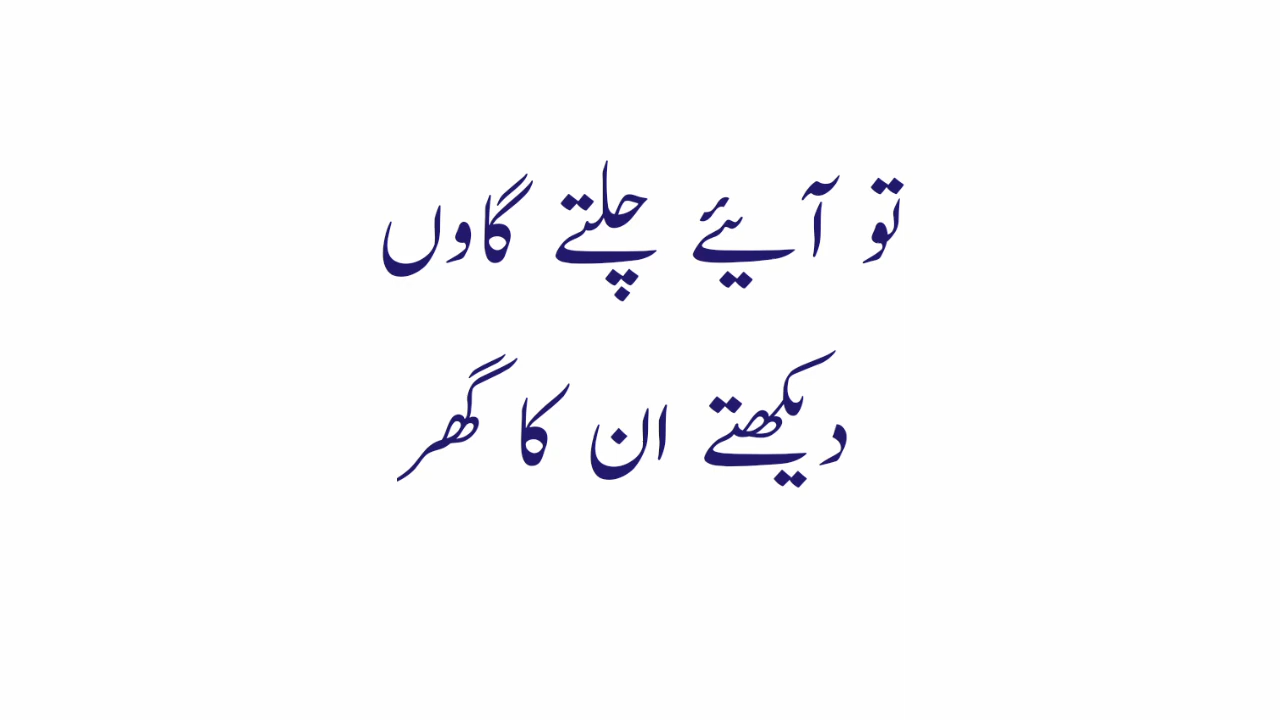 تو آیئے چلتے گاوں
دیکھتے ان کا گھر